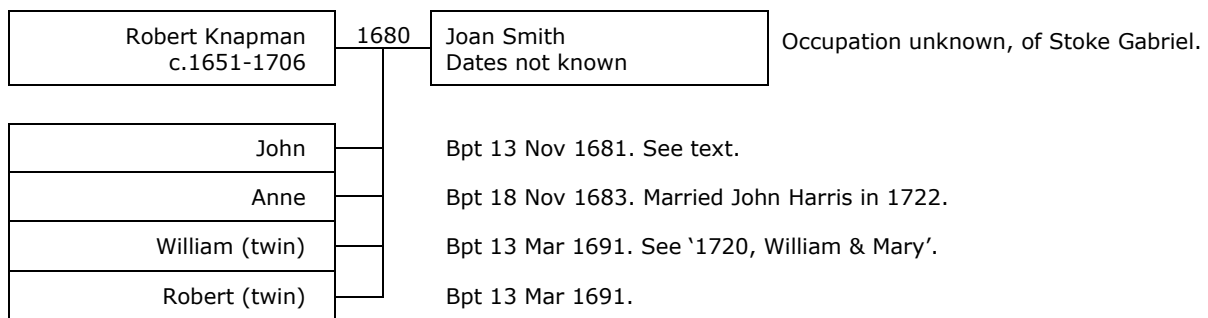 Robert Knapman
c.1651-1706
1680
Joan Smith
Dates not known
Occupation unknown, of Stoke Gabriel.
John
Bpt 13 Nov 1681. See text.
Anne
Bpt 18 Nov 1683. Married John Harris in 1722.
William (twin)
Bpt 13 Mar 1691. See ‘1720, William & Mary’.
Robert (twin)
Bpt 13 Mar 1691.